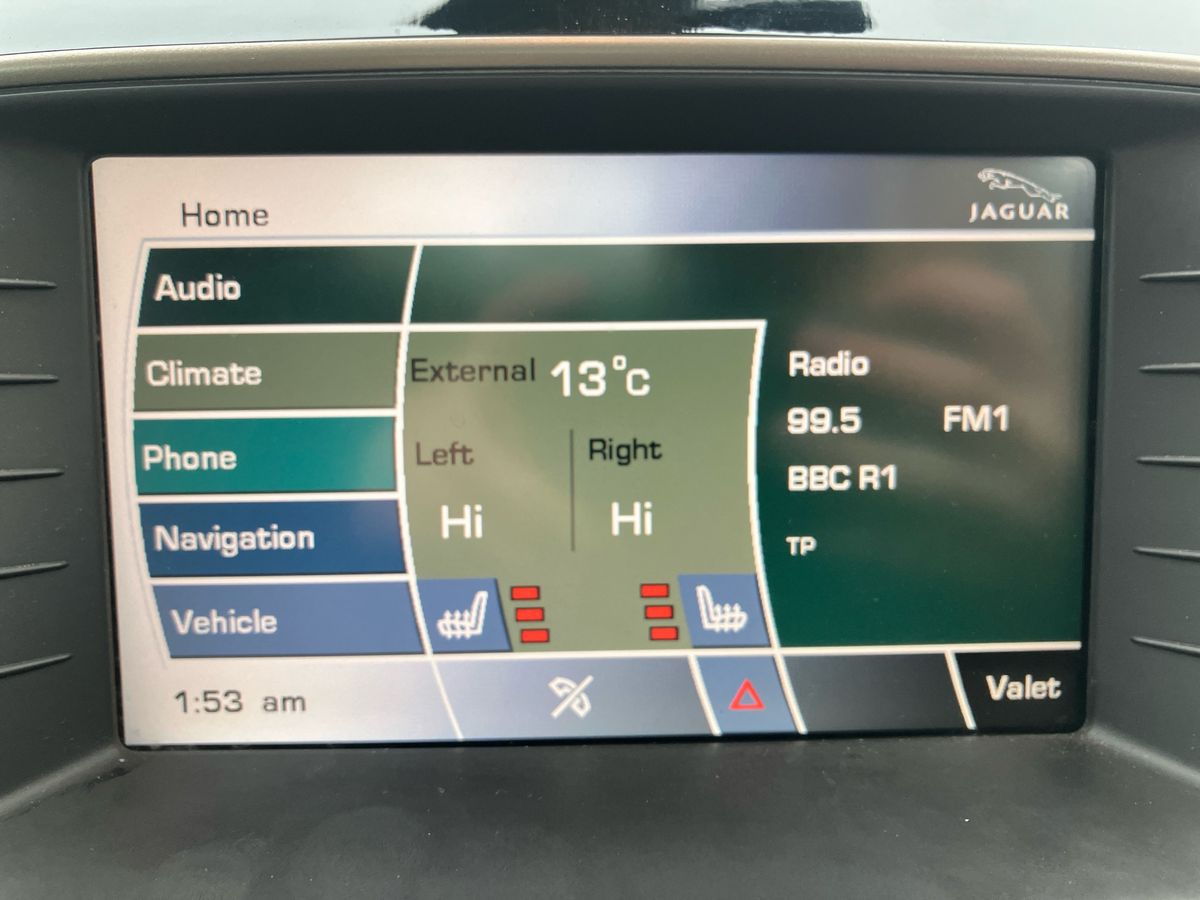 Home
JAGUAR
Audio
Climate
External 13°c
Radio
Phone
Left
Right
99.5 FM1
BBC R1
Navigation
Hi
Hi
TP
Vehicle
1:53 am
Valet